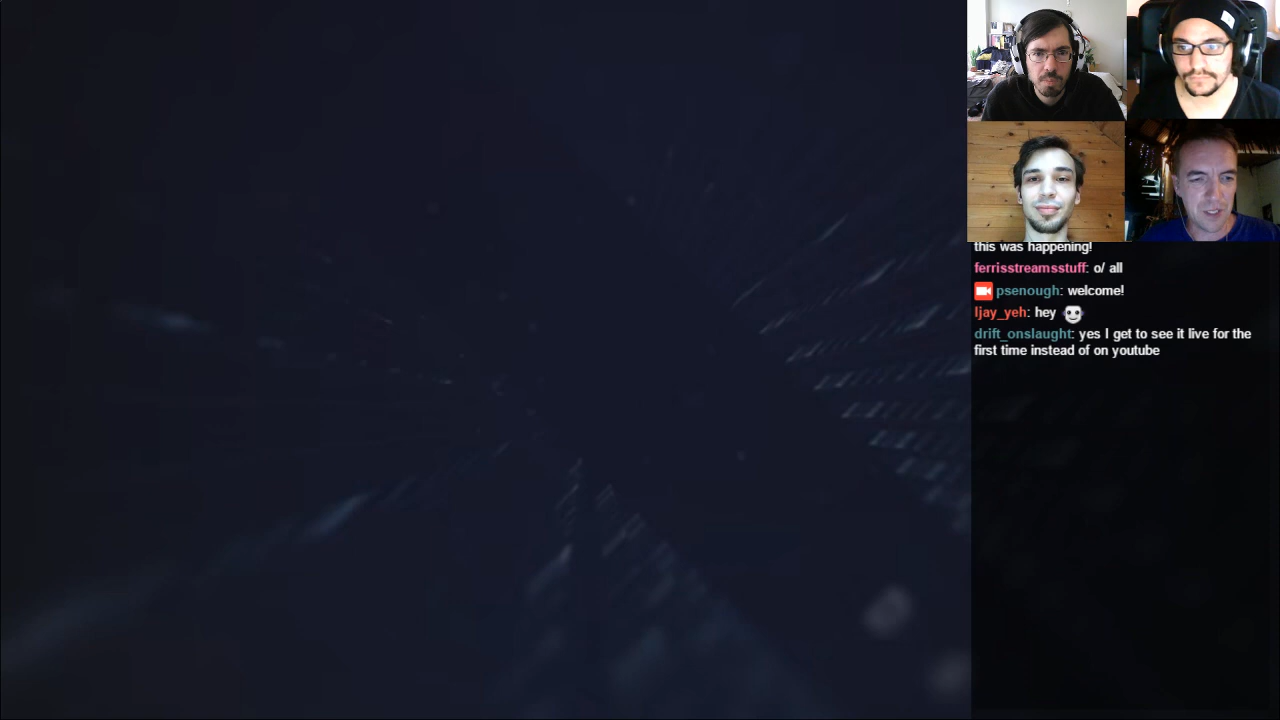 this was happening!
ferrisstreamsstuff: o/ all
psenough: welcome!
ljay_yeh: hey
drift_onslaught: yes I get to see it live for the
first time instead of on youtube